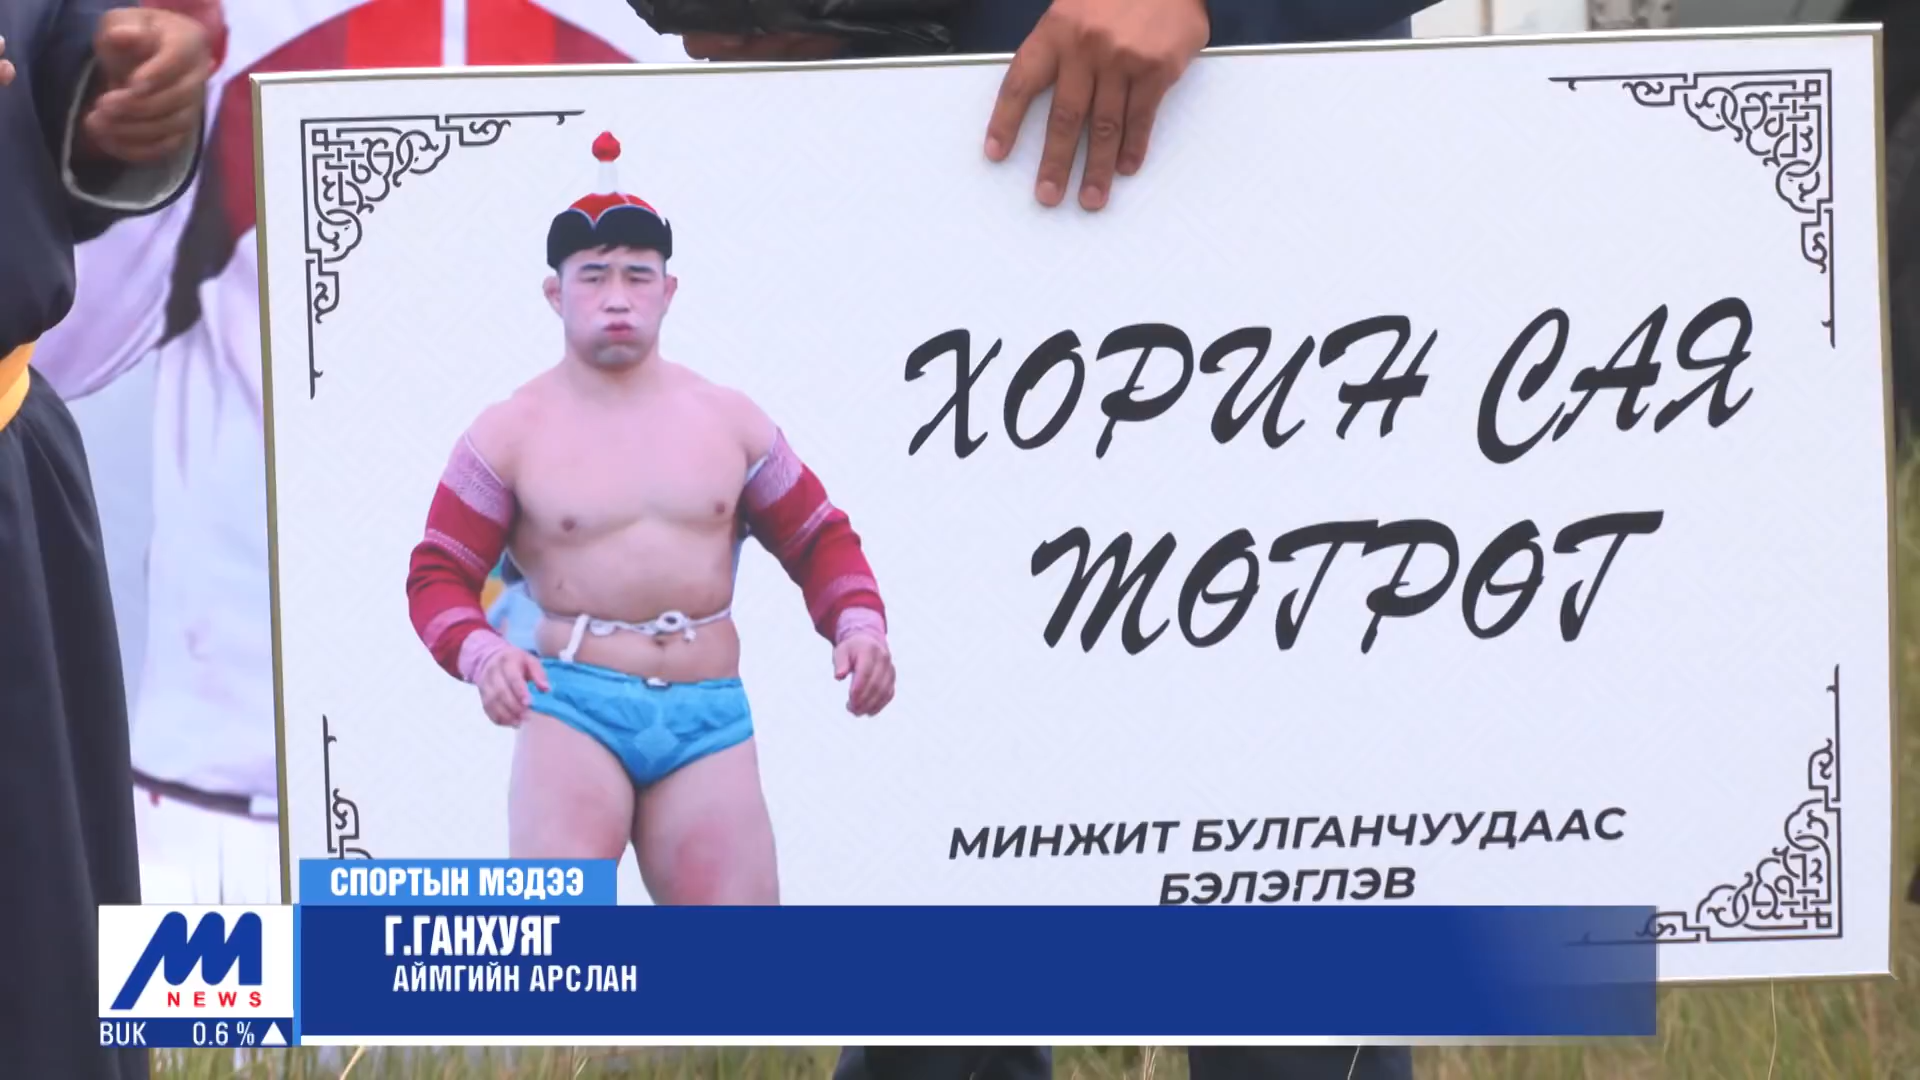 ХОРИН САЯ
ТӨГРӨГ
МИНЖИТ БУЛГАНЧУУДААС
БЭЛЭГЛЭВ
СПОРТЫН МЭДЭЭ
Г.ГАНХУЯГ
АЙМГИЙН АРСЛАН
NEWS
BUK 0.6%